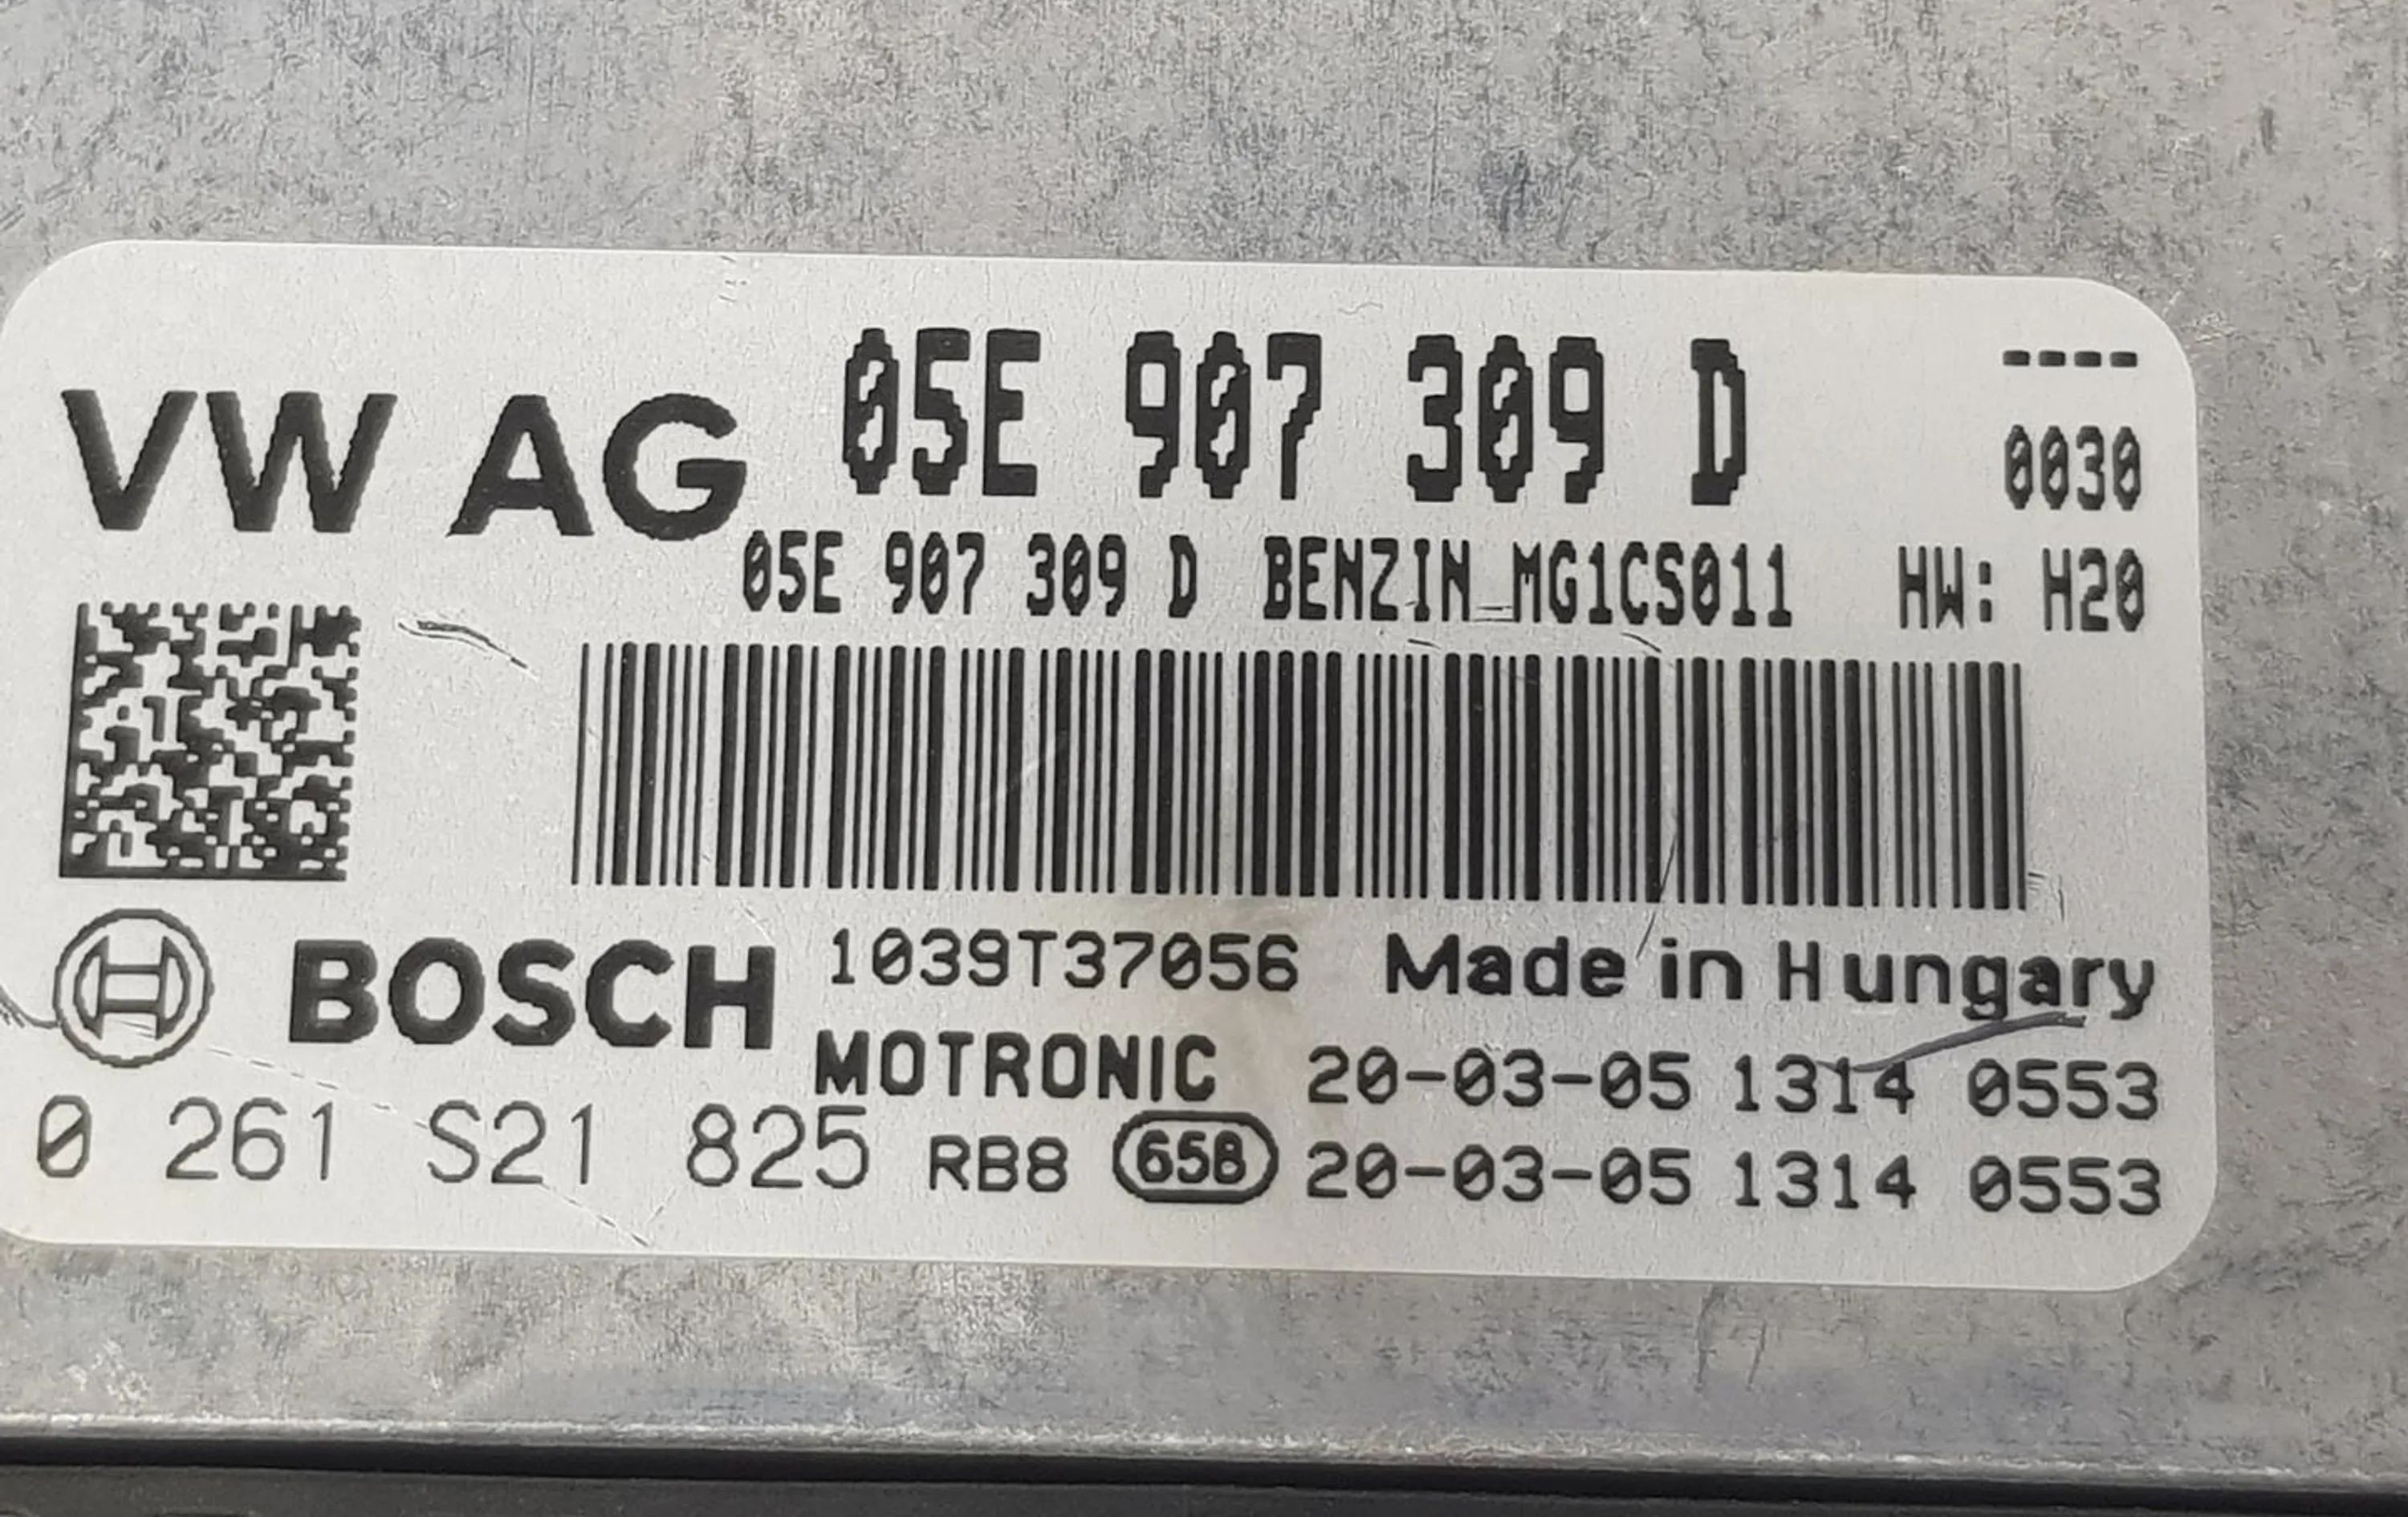 VW AG 05E 907 309 D ----
0030
05E 907 309 D BENZIN_MG1CS011 HW: H20
BOSCH 1039T37056 Made in Hungary
MOTRONIC 20-03-05 1314 0553
0 261 S21 825 RB8 658 20-03-05 1314 0553